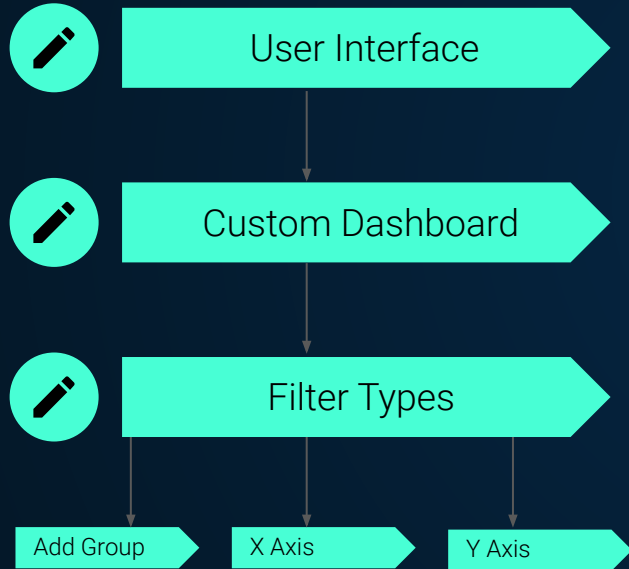 User Interface
Custom Dashboard
Filter Types
Add Group
X Axis
Y Axis